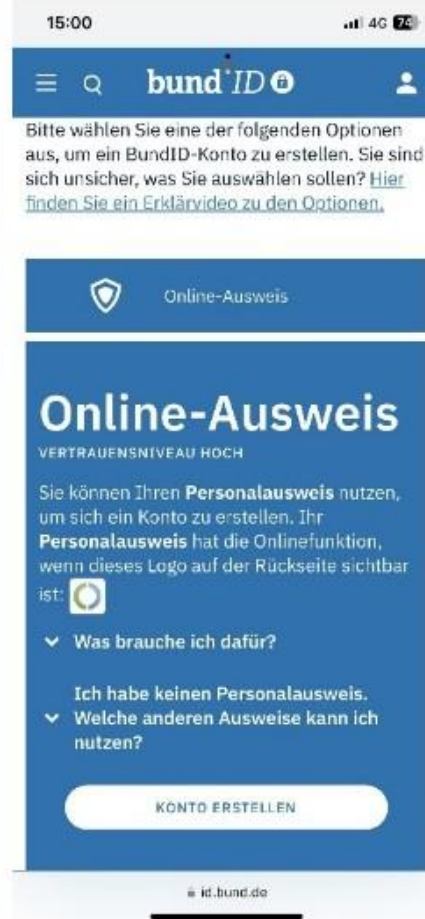 15:00
4G 74
bund ID
Bitte wählen Sie eine der folgenden Optionen
aus, um ein BundID-Konto zu erstellen. Sie sind
sich unsicher, was Sie auswählen sollen? Hier
finden Sie ein Erklärvideo zu den Optionen.
Online-Ausweis
Online-Ausweis
VERTRAUENSNIVEAU HOCH
Sie können Ihren Personalausweis nutzen,
um sich ein Konto zu erstellen. Ihr
Personalausweis hat die Onlinefunktion,
wenn dieses Logo auf der Rückseite sichtbar
ist:
Was brauche ich dafür?
Ich habe keinen Personalausweis.
Welche anderen Ausweise kann ich
nutzen?
KONTO ERSTELLEN
id.bund.de